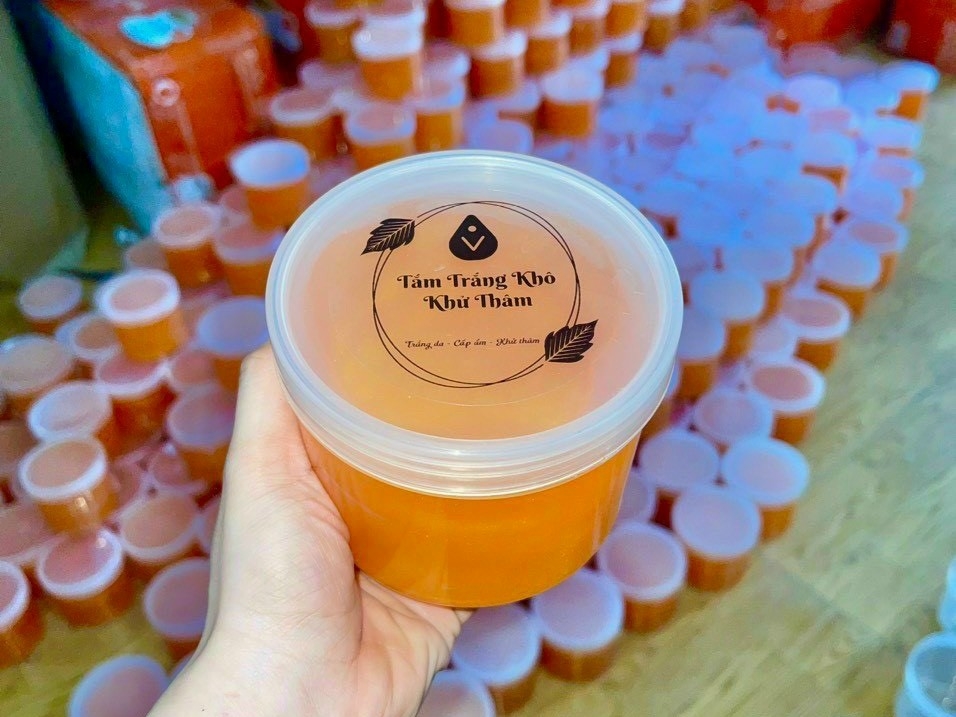 Tắm Trắng Khô
Khử Thâm
Trắng da - Cấp ẩm - Khử thâm